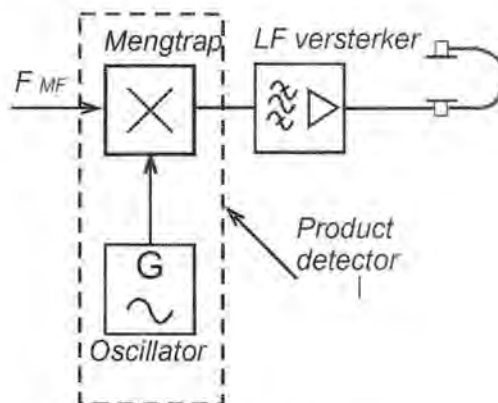 Mengtrap
LF versterker
F MF
G
Product
detector
Oscillator